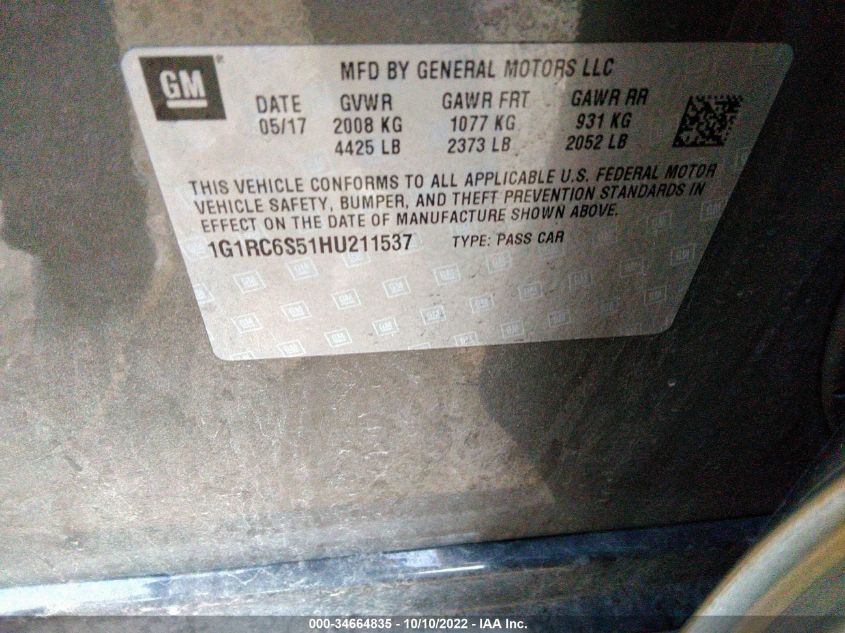 GM
MFD BY GENERAL MOTORS LLC
DATE GVWR GAWR FRT GAWR RR
05/17 2008 KG 1077 KG 931 KG
4425 LB 2373 LB 2052 LB
THIS VEHICLE CONFORMS TO ALL APPLICABLE U.S. FEDERAL MOTOR
VEHICLE SAFETY, BUMPER, AND THEFT PREVENTION STANDARDS IN
EFFECT ON THE DATE OF MANUFACTURE SHOWN ABOVE.
1G1RC6S51HU211537 TYPE: PASS CAR
000-34664835 - 10/10/2022 - IAA Inc.